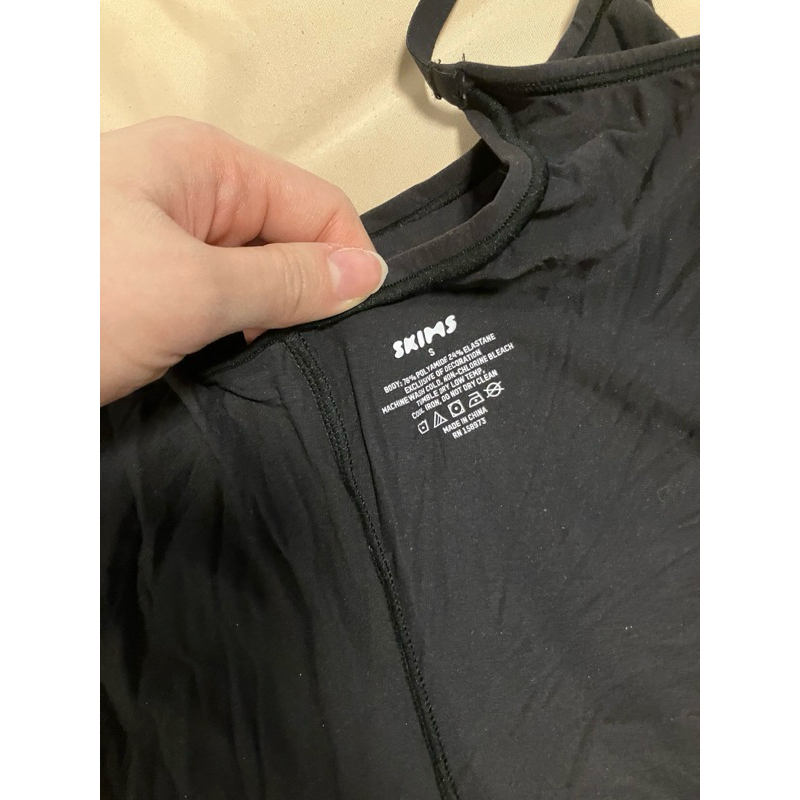 SKIMS
S
BODY: 76% POLYAMIDE 24% ELASTANE
EXCLUSIVE OF DECORATION
MACHINE WASH COLD, NON-CHLORINE BLEACH
TUMBLE DRY LOW TEMP,
COOL IRON, DO NOT DRY CLEAN
MADE IN CHINA
RN 158973